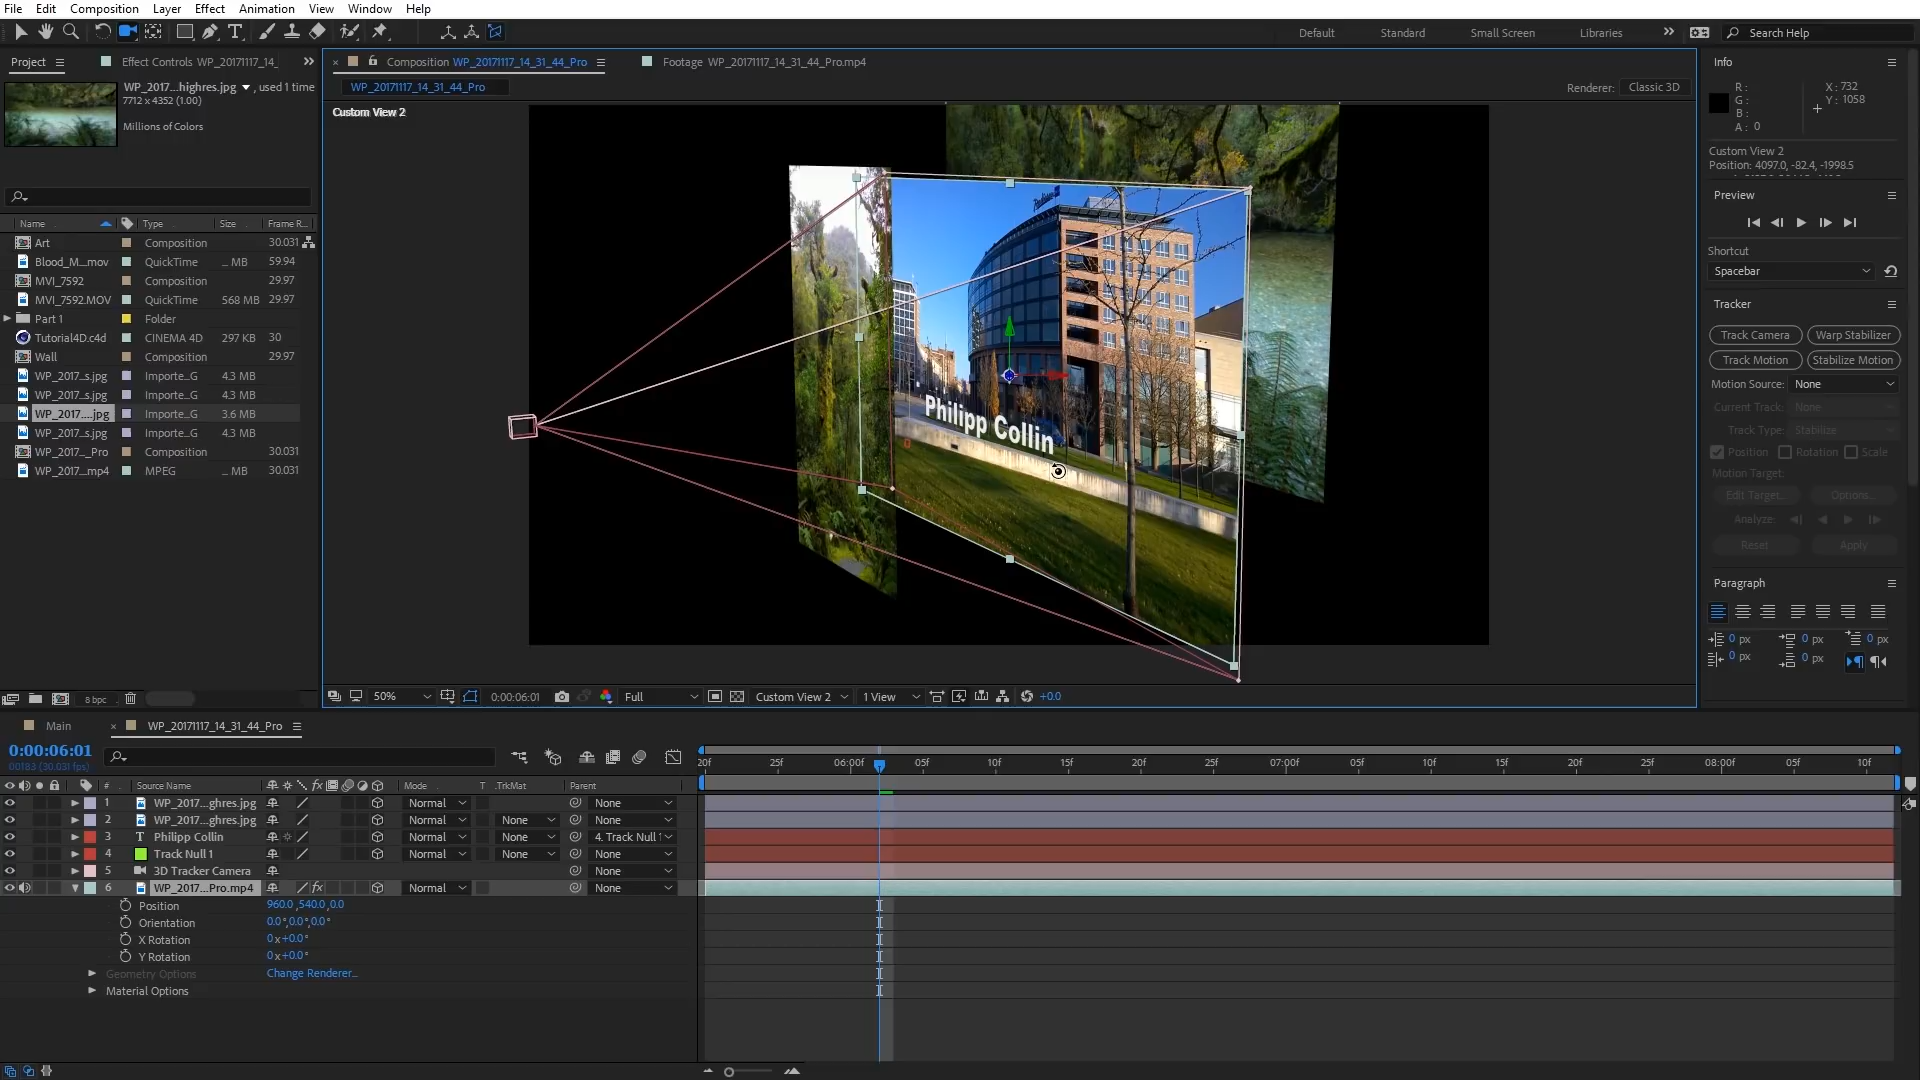 File Edit Composition Layer Effect Animation View Window Help
Default Standard Small Screen Libraries Search Help
Project
Effect Controls WP_20171117_14_
Composition WP_20171117_14_31_44_Pro
Footage WP_20171117_14_31_44_Pro.mp4
Info
WP_2017...highres.jpg , used 1 time
7712 x 4352 (1.00)
Millions of Colors
WP_20171117_14_31_44_Pro
Renderer: Classic 3D
R :
G :
B :
A : 0
X : 732
Y : 1058
Custom View 2
Custom View 2
Position: 4097.0, -82.4, -1998.5
Preview
Shortcut
Spacebar
Name Type Size Frame R...
Art Composition 30.031
Blood_M....mov QuickTime ... MB 59.94
MVI_7592 Composition 29.97
MVI_7592.MOV QuickTime 568 MB 29.97
Part 1 Folder
Tutorial4D.c4d CINEMA 4D 297 KB 30
Wall Composition 29.97
WP_2017...s.jpg Importe...G 4.3 MB
WP_2017...s.jpg Importe...G 4.3 MB
WP_2017....jpg Importe...G 3.6 MB
WP_2017...s.jpg Importe...G 4.3 MB
WP_2017..._Pro Composition 30.031
WP_2017...mp4 MPEG ... MB 30.031
Tracker
Track Camera Warp Stabilizer
Track Motion Stabilize Motion
Motion Source: None
Current Track: None
Track Type: Stabilize
Position Rotation Scale
Motion Target:
Edit Target... Options...
Analyze:
Reset Apply
Philipp Collin
Paragraph
0 px 0 px 0 px
0 px 0 px
8 bpc
50% 0:00:06:01 Full Custom View 2 1 View +0.0
Main WP_20171117_14_31_44_Pro
0:00:06:01
00183 (30.031 fps)
20f 25f 06:00f 05f 10f 15f 20f 25f 07:00f 05f 10f 15f 20f 25f 08:00f 05f 10f
# Source Name Mode T .TrkMat Parent
1 WP_2017...ghres.jpg Normal None
2 WP_2017...ghres.jpg Normal None None
3 T Philipp Collin Normal None 4. Track Null 1
4 Track Null 1 Normal None None
5 3D Tracker Camera None
6 WP_2017...Pro.mp4 fx Normal None
Position 960.0 ,540.0 ,0.0
Orientation 0.0°,0.0°,0.0°
X Rotation 0x+0.0°
Y Rotation 0x+0.0°
Geometry Options Change Renderer...
Material Options